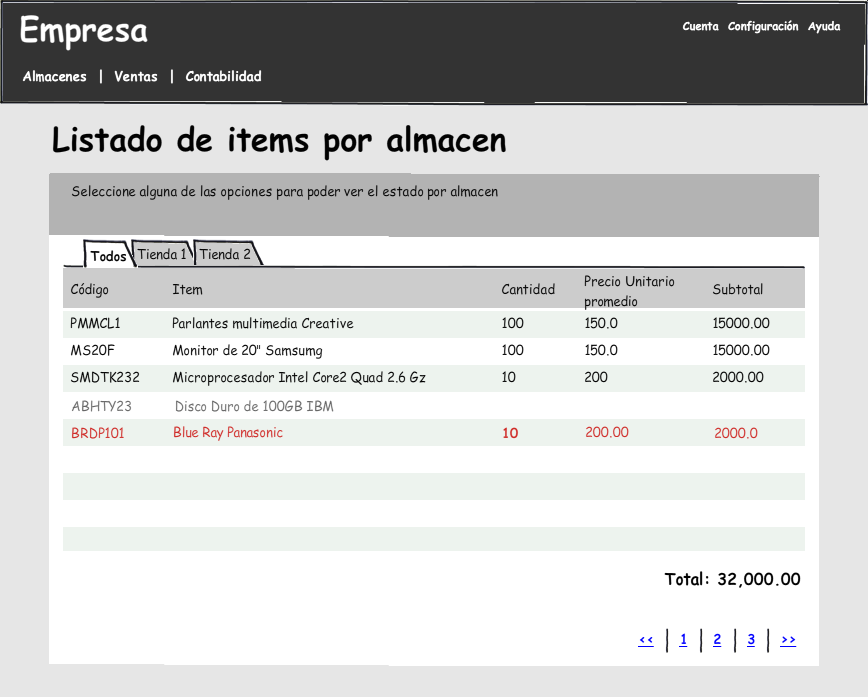 Empresa
Cuenta Configuración Ayuda
Almacenes | Ventas | Contabilidad
Listado de items por almacen
Seleccione alguna de las opciones para poder ver el estado por almacen
Todos Tienda 1 Tienda 2
Código Item Cantidad Precio Unitario promedio Subtotal
PMMCL1 Parlantes multimedia Creative 100 150.0 15000.00
MS20F Monitor de 20" Samsumg 100 150.0 15000.00
SMDTK232 Microprocesador Intel Core2 Quad 2.6 Gz 10 200 2000.00
ABHTY23 Disco Duro de 100GB IBM
BRDP101 Blue Ray Panasonic 10 200.00 2000.0
Total: 32,000.00
<< | 1 | 2 | 3 | >>